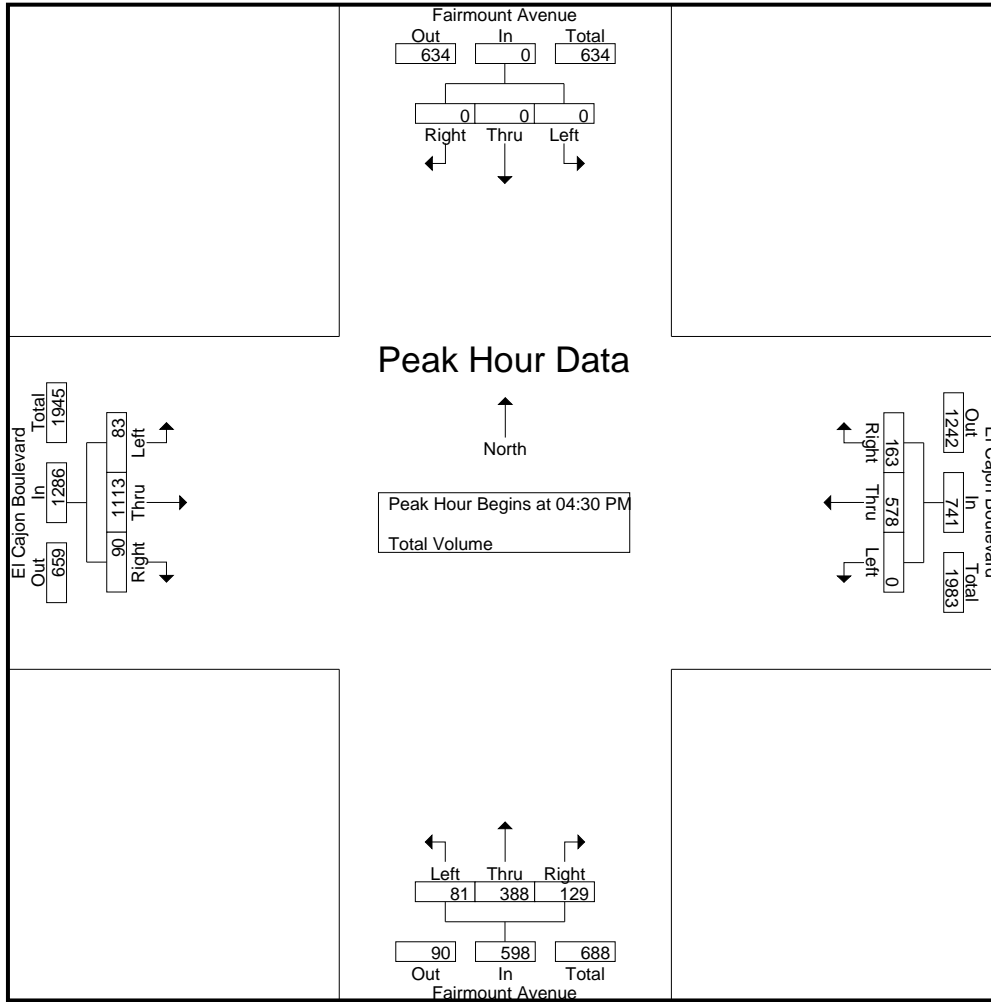 Fairmount Avenue
Out In Total
634 0 634
0 0 0
Right Thru Left
Peak Hour Data
North
Peak Hour Begins at 04:30 PM
Total Volume
El Cajon Boulevard
Out In Total
659 1286 1945
Left Thru Right
83 1113 90
El Cajon Boulevard
Out In Total
1242 741 1983
163 578 0
Right Thru Left
Left Thru Right
81 388 129
90 598 688
Out In Total
Fairmount Avenue